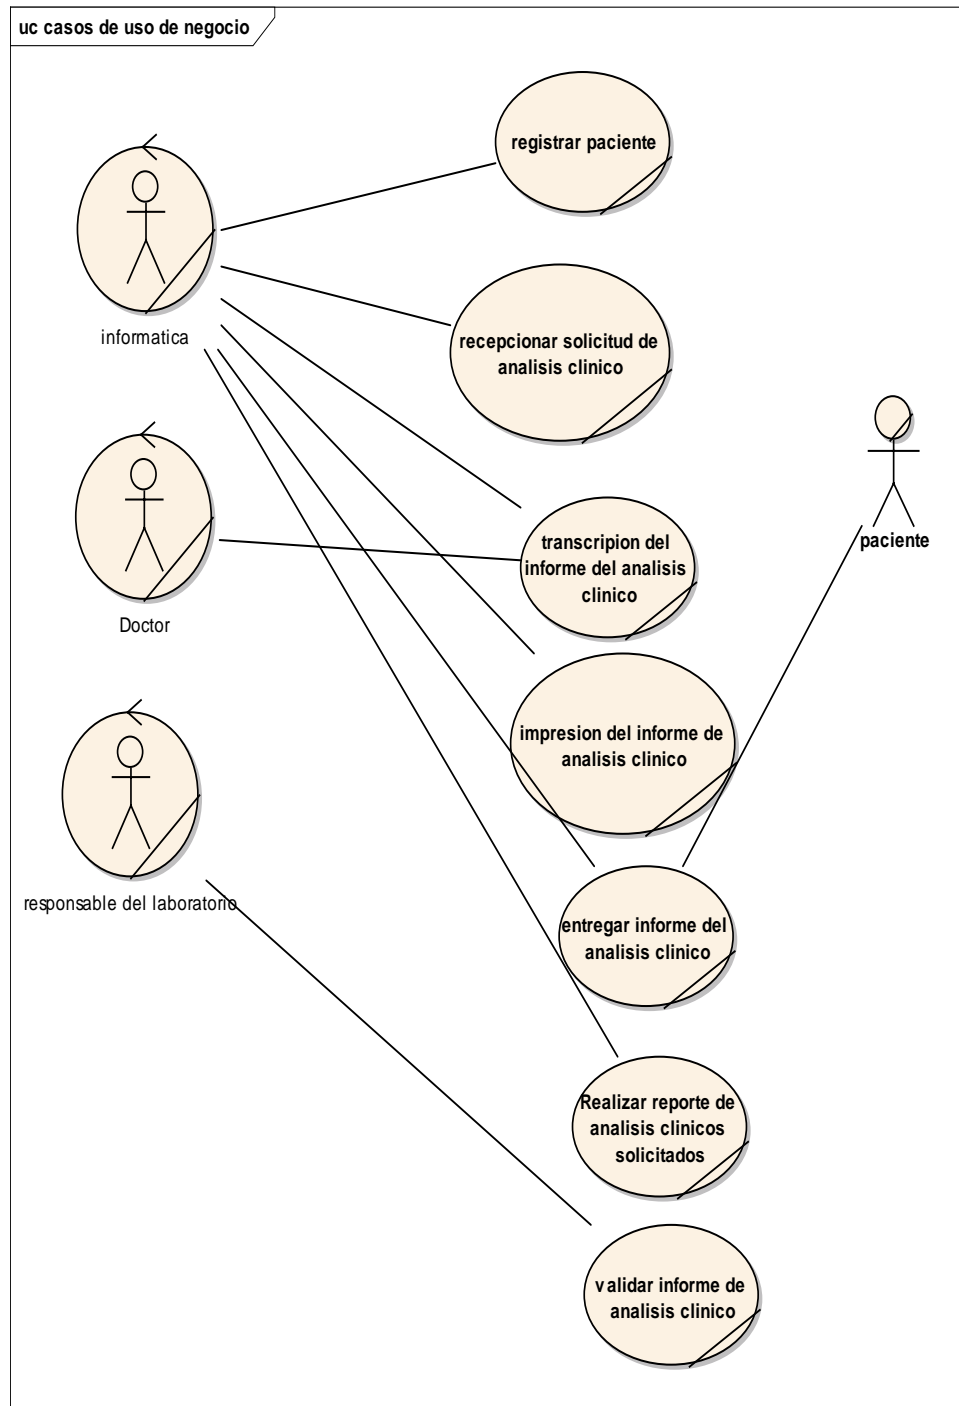 uc casos de uso de negocio
registrar paciente
informatica
recepcionar solicitud de
analisis clinico
paciente
transcripion del
informe del analisis
clinico
Doctor
impresion del informe de
analisis clinico
responsable del laboratorio
entregar informe del
analisis clinico
Realizar reporte de
analisis clinicos
solicitados
validar informe de
analisis clinico